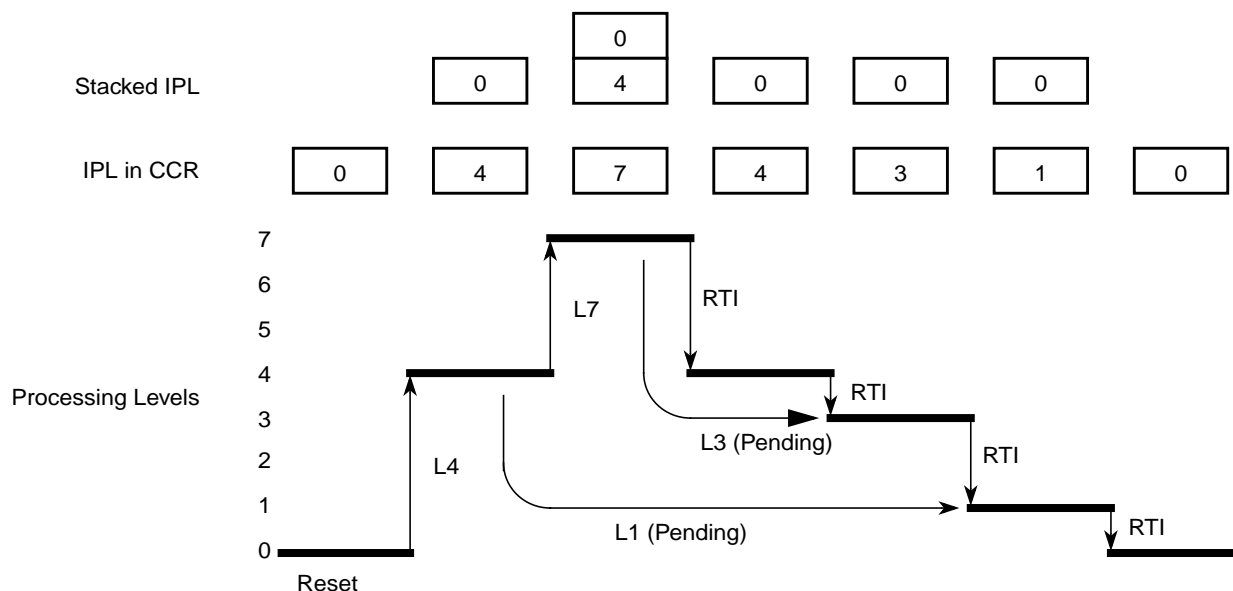 0
Stacked IPL 0 4 0 0 0
IPL in CCR 0 4 7 4 3 1 0
7
6
L7 RTI
5
4
Processing Levels RTI
3
L3 (Pending)
2
L4 RTI
1
L1 (Pending) RTI
0
Reset